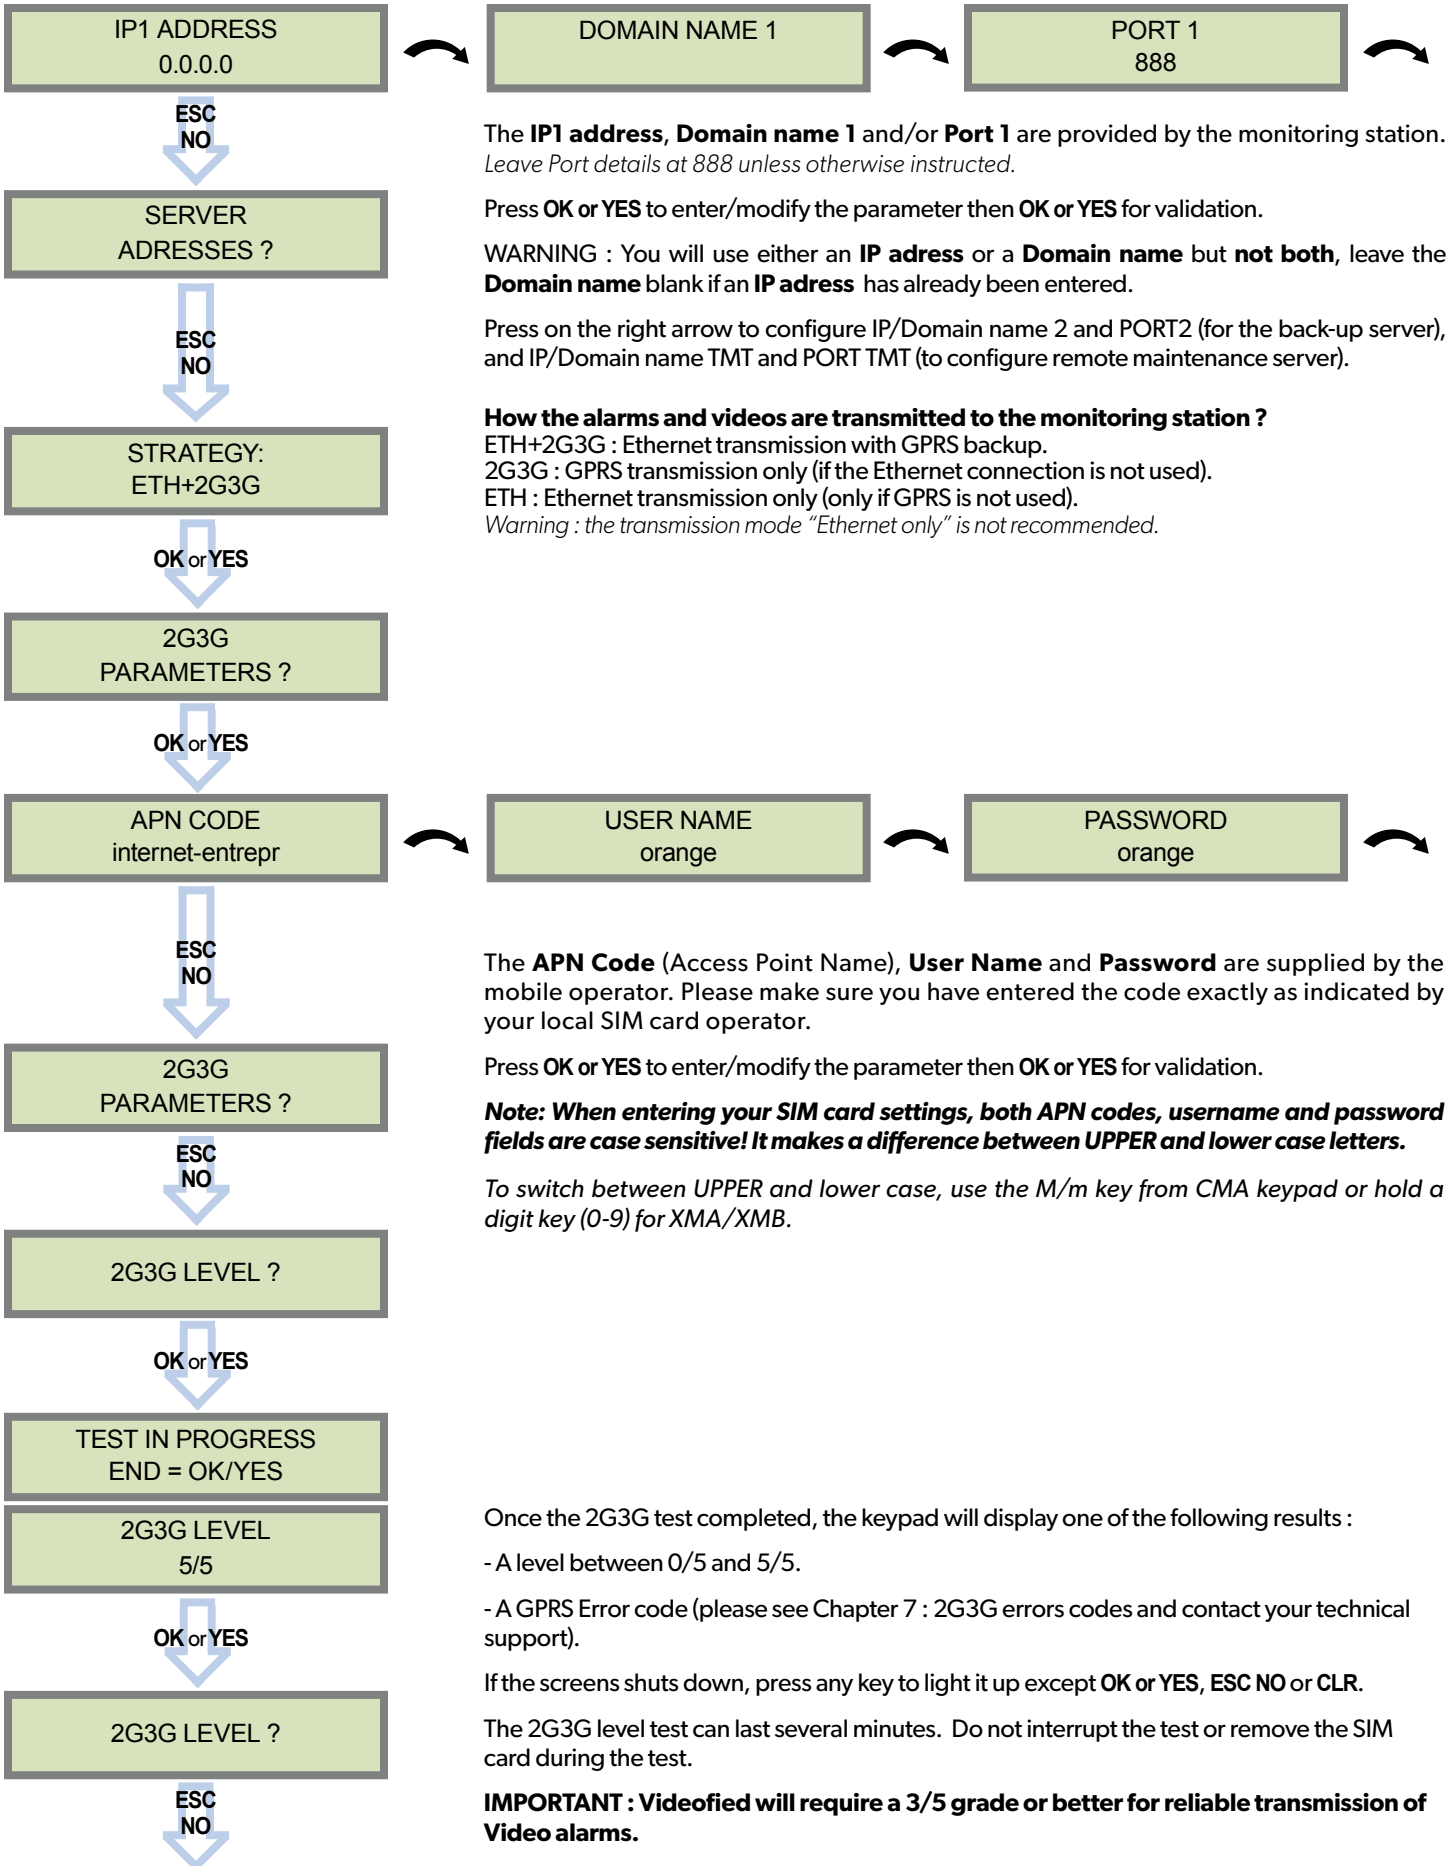 IP1 ADDRESS
0.0.0.0
DOMAIN NAME 1
PORT 1
888
ESC
NO
The IP1 address, Domain name 1 and/or Port 1 are provided by the monitoring station.
Leave Port details at 888 unless otherwise instructed.
SERVER
ADRESSES ?
Press OK or YES to enter/modify the parameter then OK or YES for validation.
WARNING : You will use either an IP adress or a Domain name but not both, leave the
Domain name blank if an IP adress has already been entered.
ESC
NO
Press on the right arrow to configure IP/Domain name 2 and PORT2 (for the back-up server),
and IP/Domain name TMT and PORT TMT (to configure remote maintenance server).
STRATEGY:
ETH+2G3G
How the alarms and videos are transmitted to the monitoring station ?
ETH+2G3G : Ethernet transmission with GPRS backup.
2G3G : GPRS transmission only (if the Ethernet connection is not used).
ETH : Ethernet transmission only (only if GPRS is not used).
Warning : the transmission mode “Ethernet only” is not recommended.
OK or YES
2G3G
PARAMETERS ?
OK or YES
APN CODE
internet-entrepr
USER NAME
orange
PASSWORD
orange
ESC
NO
The APN Code (Access Point Name), User Name and Password are supplied by the
mobile operator. Please make sure you have entered the code exactly as indicated by
your local SIM card operator.
2G3G
PARAMETERS ?
Press OK or YES to enter/modify the parameter then OK or YES for validation.
Note: When entering your SIM card settings, both APN codes, username and password
fields are case sensitive! It makes a difference between UPPER and lower case letters.
ESC
NO
To switch between UPPER and lower case, use the M/m key from CMA keypad or hold a
digit key (0-9) for XMA/XMB.
2G3G LEVEL ?
OK or YES
TEST IN PROGRESS
END = OK/YES
2G3G LEVEL
5/5
Once the 2G3G test completed, the keypad will display one of the following results :
- A level between 0/5 and 5/5.
- A GPRS Error code (please see Chapter 7 : 2G3G errors codes and contact your technical
support).
OK or YES
If the screens shuts down, press any key to light it up except OK or YES, ESC NO or CLR.
2G3G LEVEL ?
The 2G3G level test can last several minutes. Do not interrupt the test or remove the SIM
card during the test.
ESC
NO
IMPORTANT : Videofied will require a 3/5 grade or better for reliable transmission of
Video alarms.